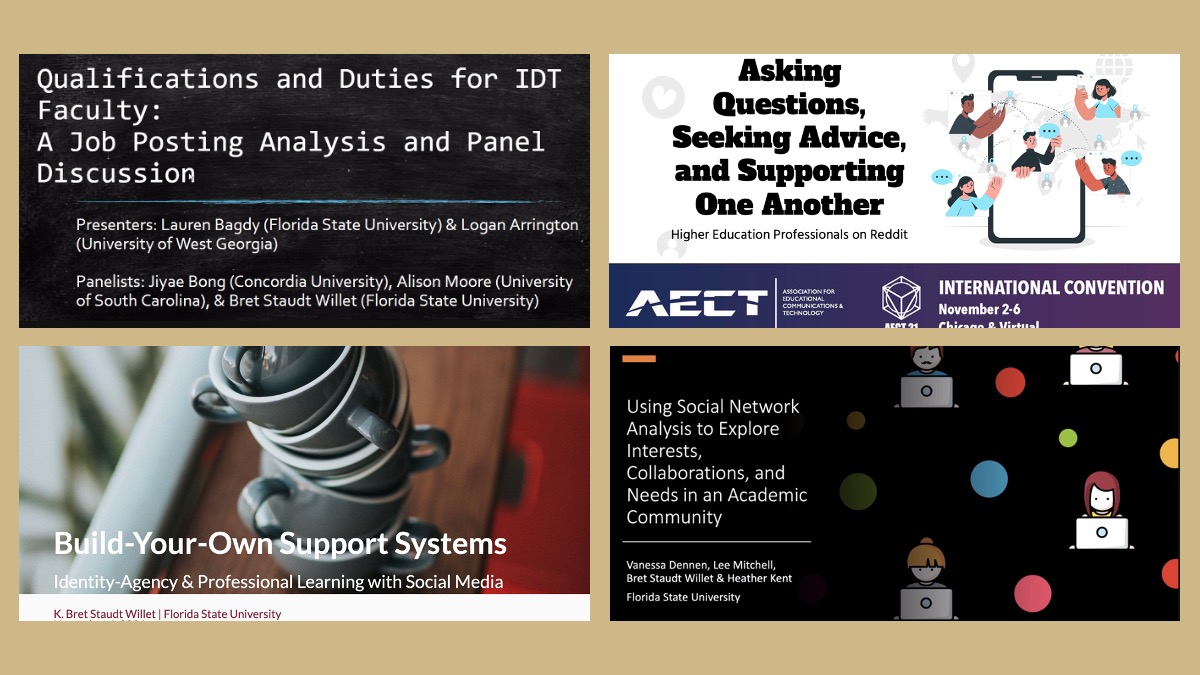 Qualifications and Duties for IDT
Faculty:
A Job Posting Analysis and Panel
Discussion
Presenters: Lauren Bagdy (Florida State University) & Logan Arrington
(University of West Georgia)
Panelists: Jiyae Bong (Concordia University), Alison Moore (University
of South Carolina), & Bret Staudt Willet (Florida State University)
Asking
Questions,
Seeking Advice,
and Supporting
One Another
Higher Education Professionals on Reddit
AECT
ASSOCIATION FOR
EDUCATIONAL
COMMUNICATIONS &
TECHNOLOGY
AECT 21
INTERNATIONAL CONVENTION
November 2-6
Chicago & Virtual
Build-Your-Own Support Systems
Identity-Agency & Professional Learning with Social Media
K. Bret Staudt Willet | Florida State University
Using Social Network
Analysis to Explore
Interests,
Collaborations, and
Needs in an Academic
Community
Vanessa Dennen, Lee Mitchell,
Bret Staudt Willet & Heather Kent
Florida State University